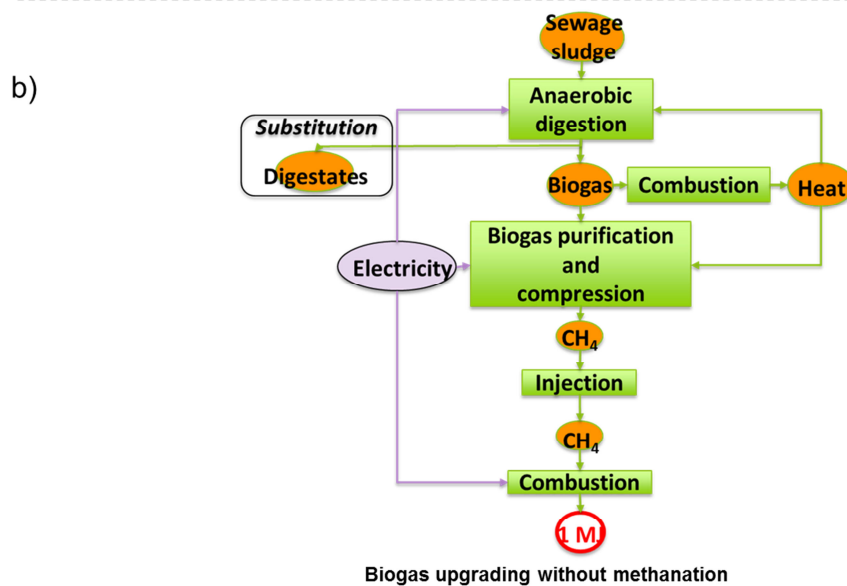 Sewage
sludge
b)
Anaerobic
digestion
Substitution
Digestates
Biogas
Combustion
Heat
Biogas purification
and
compression
Electricity
CH₄
Injection
CH₄
Combustion
1 MJ
Biogas upgrading without methanation